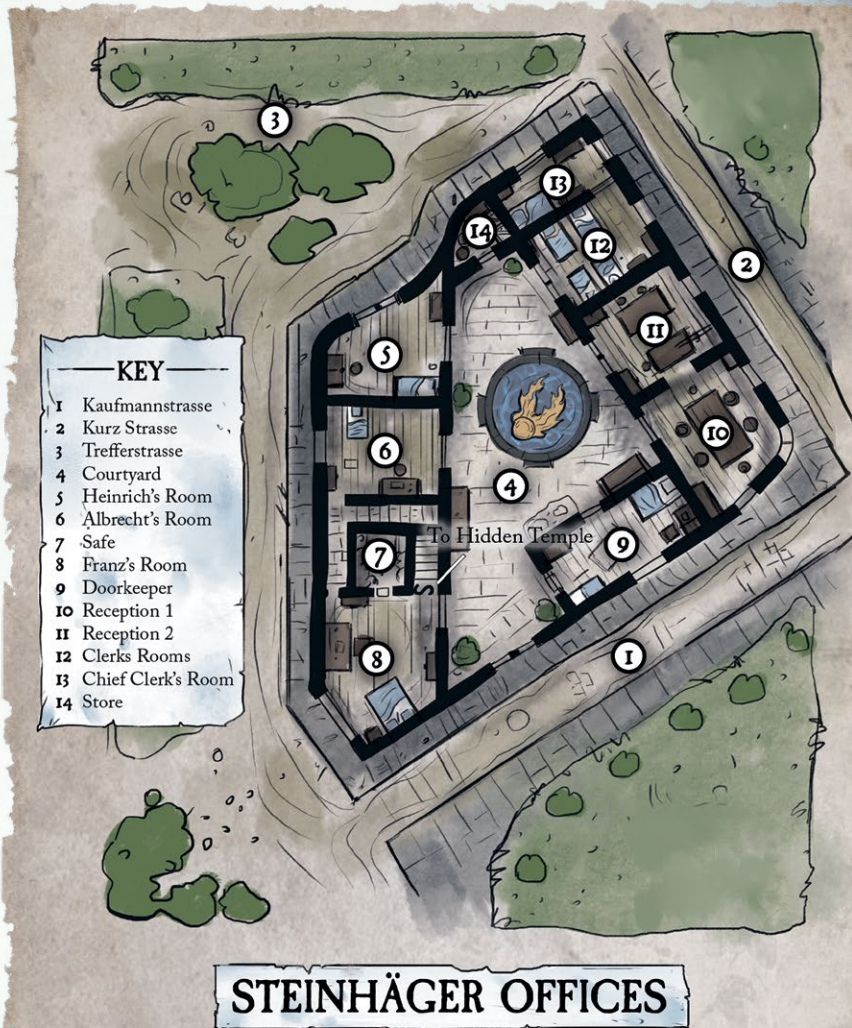 3
13
14
12
2
11
5
KEY
1 Kaufmannstrasse
2 Kurz Strasse
3 Trefferstrasse
4 Courtyard
5 Heinrich's Room
6 Albrecht's Room
7 Safe
8 Franz's Room
9 Doorkeeper
10 Reception 1
11 Reception 2
12 Clerks Rooms
13 Chief Clerk's Room
14 Store
10
6
4
To Hidden Temple
9
7
S
8
1
STEINHÄGER OFFICES